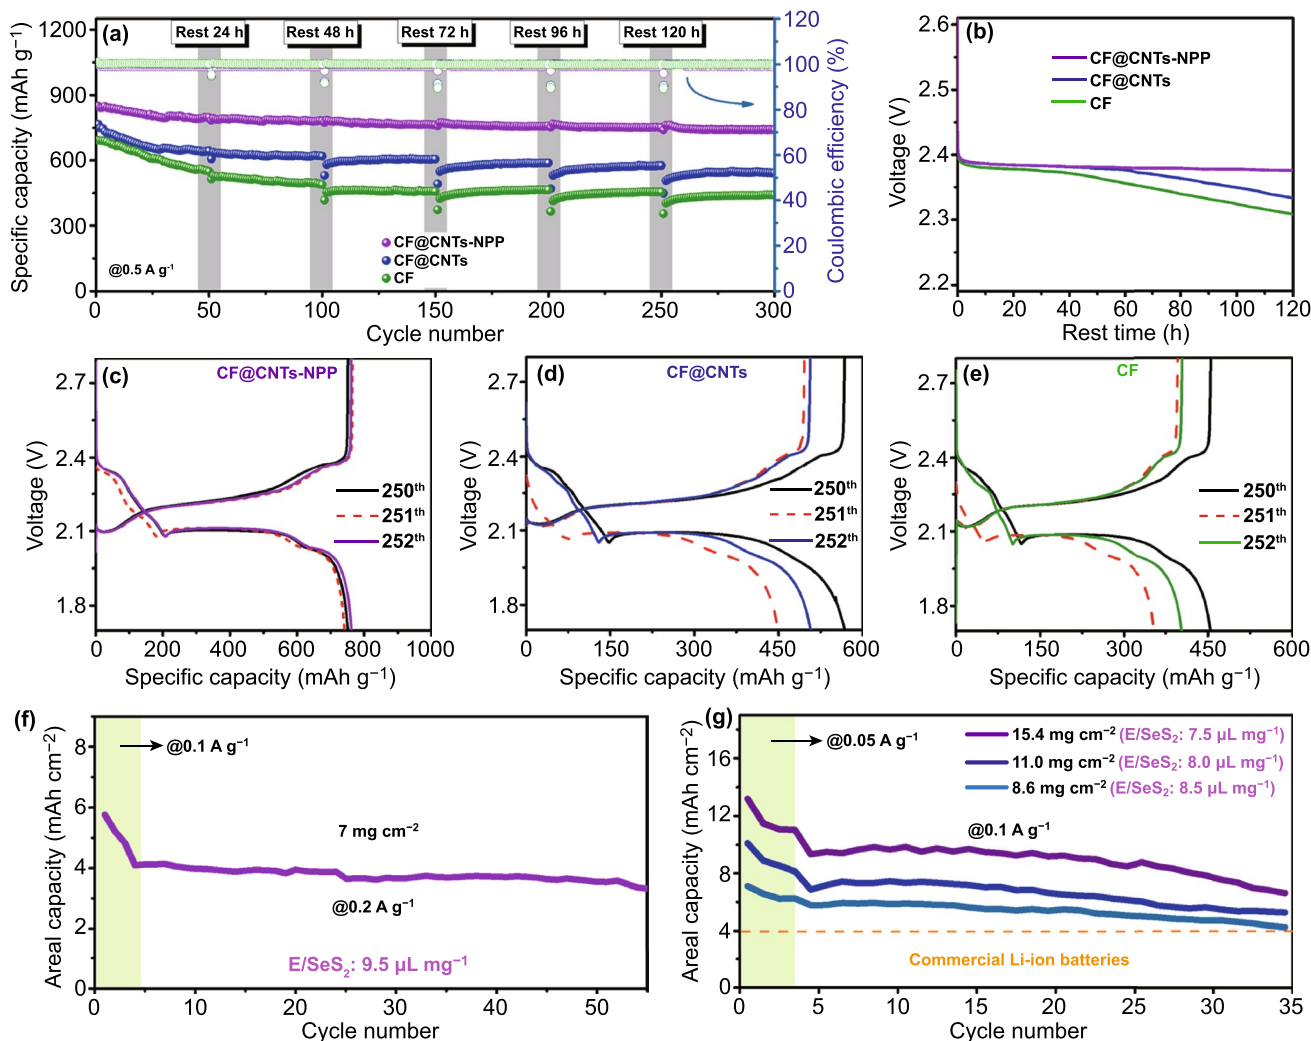 (a)
Rest 24 h Rest 48 h Rest 72 h Rest 96 h Rest 120 h
Specific capacity (mAh g⁻¹)
1200
900
600
300
0
120
100
80
60
40
20
0
Coulombic efficiency (%)
CF@CNTs-NPP
CF@CNTs
CF
@0.5 A g⁻¹
0 50 100 150 200 250 300
Cycle number
(b)
Voltage (V)
2.6
2.5
2.4
2.3
2.2
CF@CNTs-NPP
CF@CNTs
CF
0 20 40 60 80 100 120
Rest time (h)
(c)
CF@CNTs-NPP
Voltage (V)
2.7
2.4
2.1
1.8
250ᵗʰ
251ᵗʰ
252ᵗʰ
0 200 400 600 800 1000
Specific capacity (mAh g⁻¹)
(d)
CF@CNTs
Voltage (V)
2.7
2.4
2.1
1.8
250ᵗʰ
251ᵗʰ
252ᵗʰ
0 150 300 450 600
Specific capacity (mAh g⁻¹)
(e)
CF
Voltage (V)
2.7
2.4
2.1
1.8
250ᵗʰ
251ᵗʰ
252ᵗʰ
0 150 300 450 600
Specific capacity (mAh g⁻¹)
(f)
Areal capacity (mAh cm⁻²)
8
6
4
2
0
@0.1 A g⁻¹
7 mg cm⁻²
@0.2 A g⁻¹
E/SeS₂: 9.5 µL mg⁻¹
0 10 20 30 40 50
Cycle number
(g)
Areal capacity (mAh cm⁻²)
16
12
8
4
0
@0.05 A g⁻¹
15.4 mg cm⁻² (E/SeS₂: 7.5 µL mg⁻¹)
11.0 mg cm⁻² (E/SeS₂: 8.0 µL mg⁻¹)
8.6 mg cm⁻² (E/SeS₂: 8.5 µL mg⁻¹)
@0.1 A g⁻¹
Commercial Li-ion batteries
0 5 10 15 20 25 30 35
Cycle number